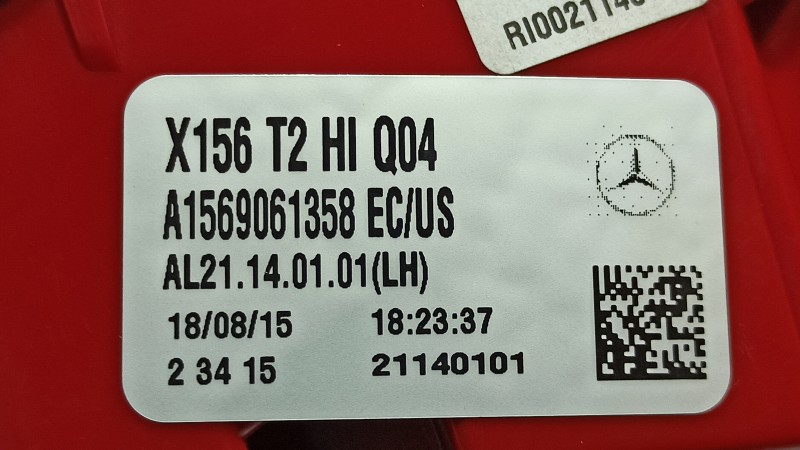 X156 T2 HI Q04
A1569061358 EC/US
AL21.14.01.01(LH)
18/08/15 18:23:37
2 34 15 21140101